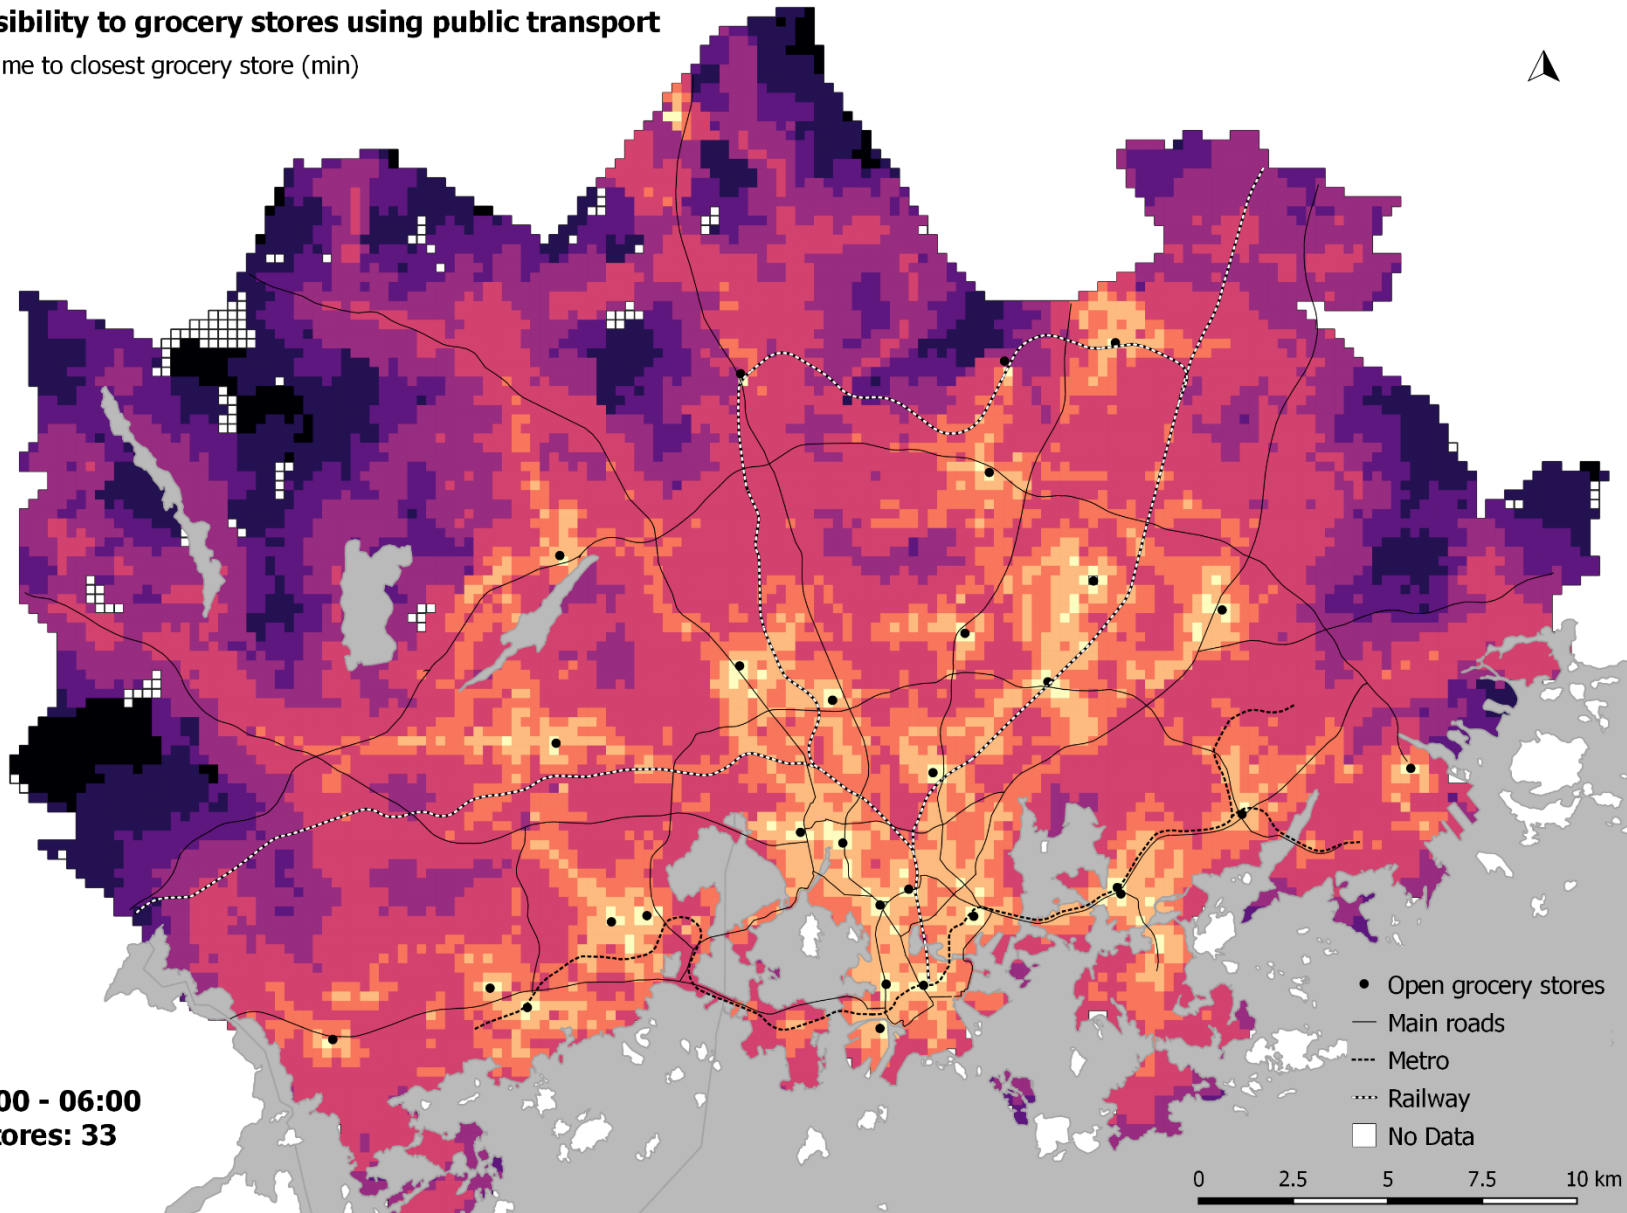 sibility to grocery stores using public transport
me to closest grocery store (min)
00 - 06:00
tores: 33
Open grocery stores
Main roads
Metro
Railway
No Data
0 2.5 5 7.5 10 km